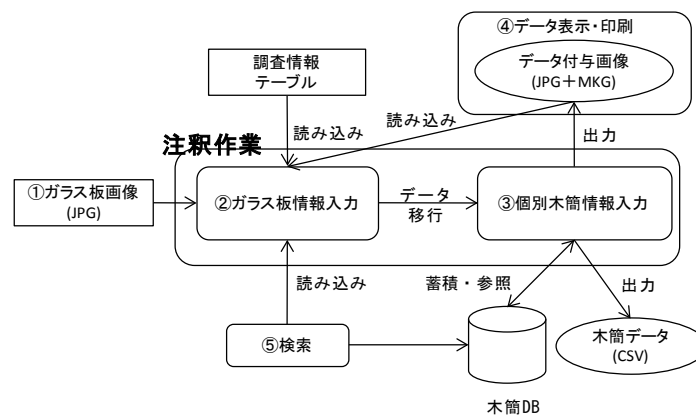 ④データ表示・印刷
データ付与画像
(JPG＋MKG)
調査情報
テーブル
読み込み
読み込み
出力
注釈作業
①ガラス板画像
(JPG)
②ガラス板情報入力
データ
移行
③個別木簡情報入力
読み込み
蓄積・参照
出力
⑤検索
木簡データ
(CSV)
木簡DB